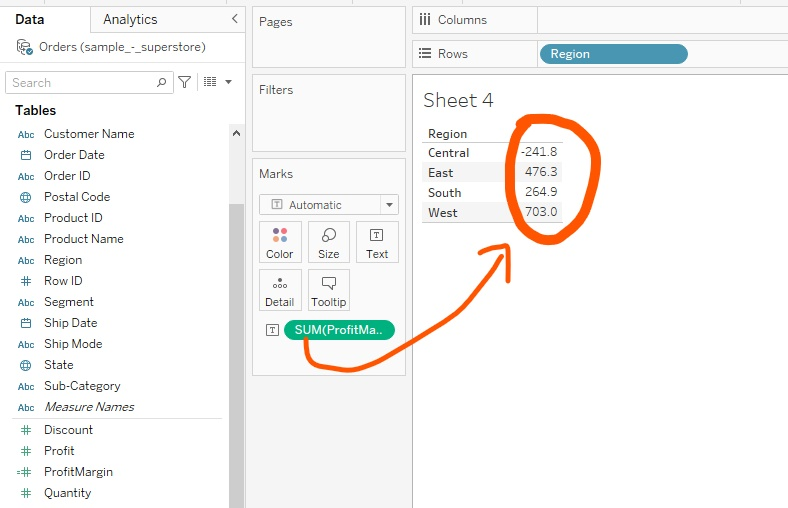 Data
Analytics
Orders (sample_-_superstore)
Search
Tables
Abc Customer Name
Order Date
Abc Order ID
Postal Code
Abc Product ID
Abc Product Name
Abc Region
# Row ID
Abc Segment
Ship Date
Abc Ship Mode
State
Abc Sub-Category
Abc Measure Names
# Discount
# Profit
=# ProfitMargin
# Quantity
Pages
Filters
Marks
T Automatic
Color Size Text
Detail Tooltip
T SUM(ProfitMa..
Columns
Rows Region
Sheet 4
Region
Central -241.8
East 476.3
South 264.9
West 703.0